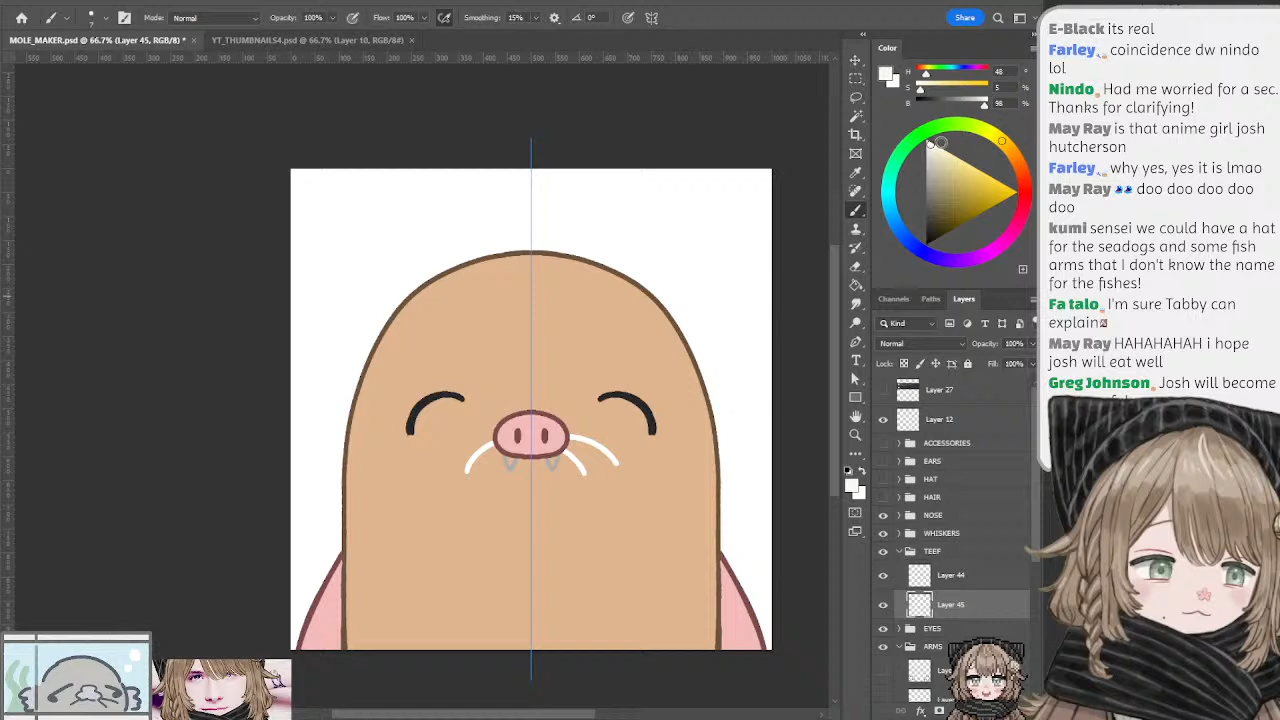 Mode: Normal Opacity: 100% Flow: 100% Smoothing: 15% 0° Share
MOLE_MAKER.psd @ 66.7% (Layer 45, RGB/8) * × YT_THUMBNAILS4.psd @ 66.7% (Layer 10, RGB/8#) ×
Color
H 48 °
S 5 %
B 98 %
Channels Paths Layers
Kind
Normal Opacity: 100%
Lock: Fill: 100%
Layer 27
Layer 12
ACCESSORIES
EARS
HAT
HAIR
NOSE
WHISKERS
TEEF
Layer 44
Layer 45
EYES
ARMS
E-Black its real
Farley coincidence dw nindo
lol
Nindo Had me worried for a sec.
Thanks for clarifying!
May Ray is that anime girl josh
hutcherson
Farley why yes, yes it is lmao
May Ray doo doo doo doo
doo
kumi sensei we could have a hat
for the seadogs and some fish
arms that I don't know the name
for the fishes!
Fa talo I'm sure Tabby can
explain
May Ray HAHAHAHA i hope
josh will eat well
Greg Johnson Josh will become